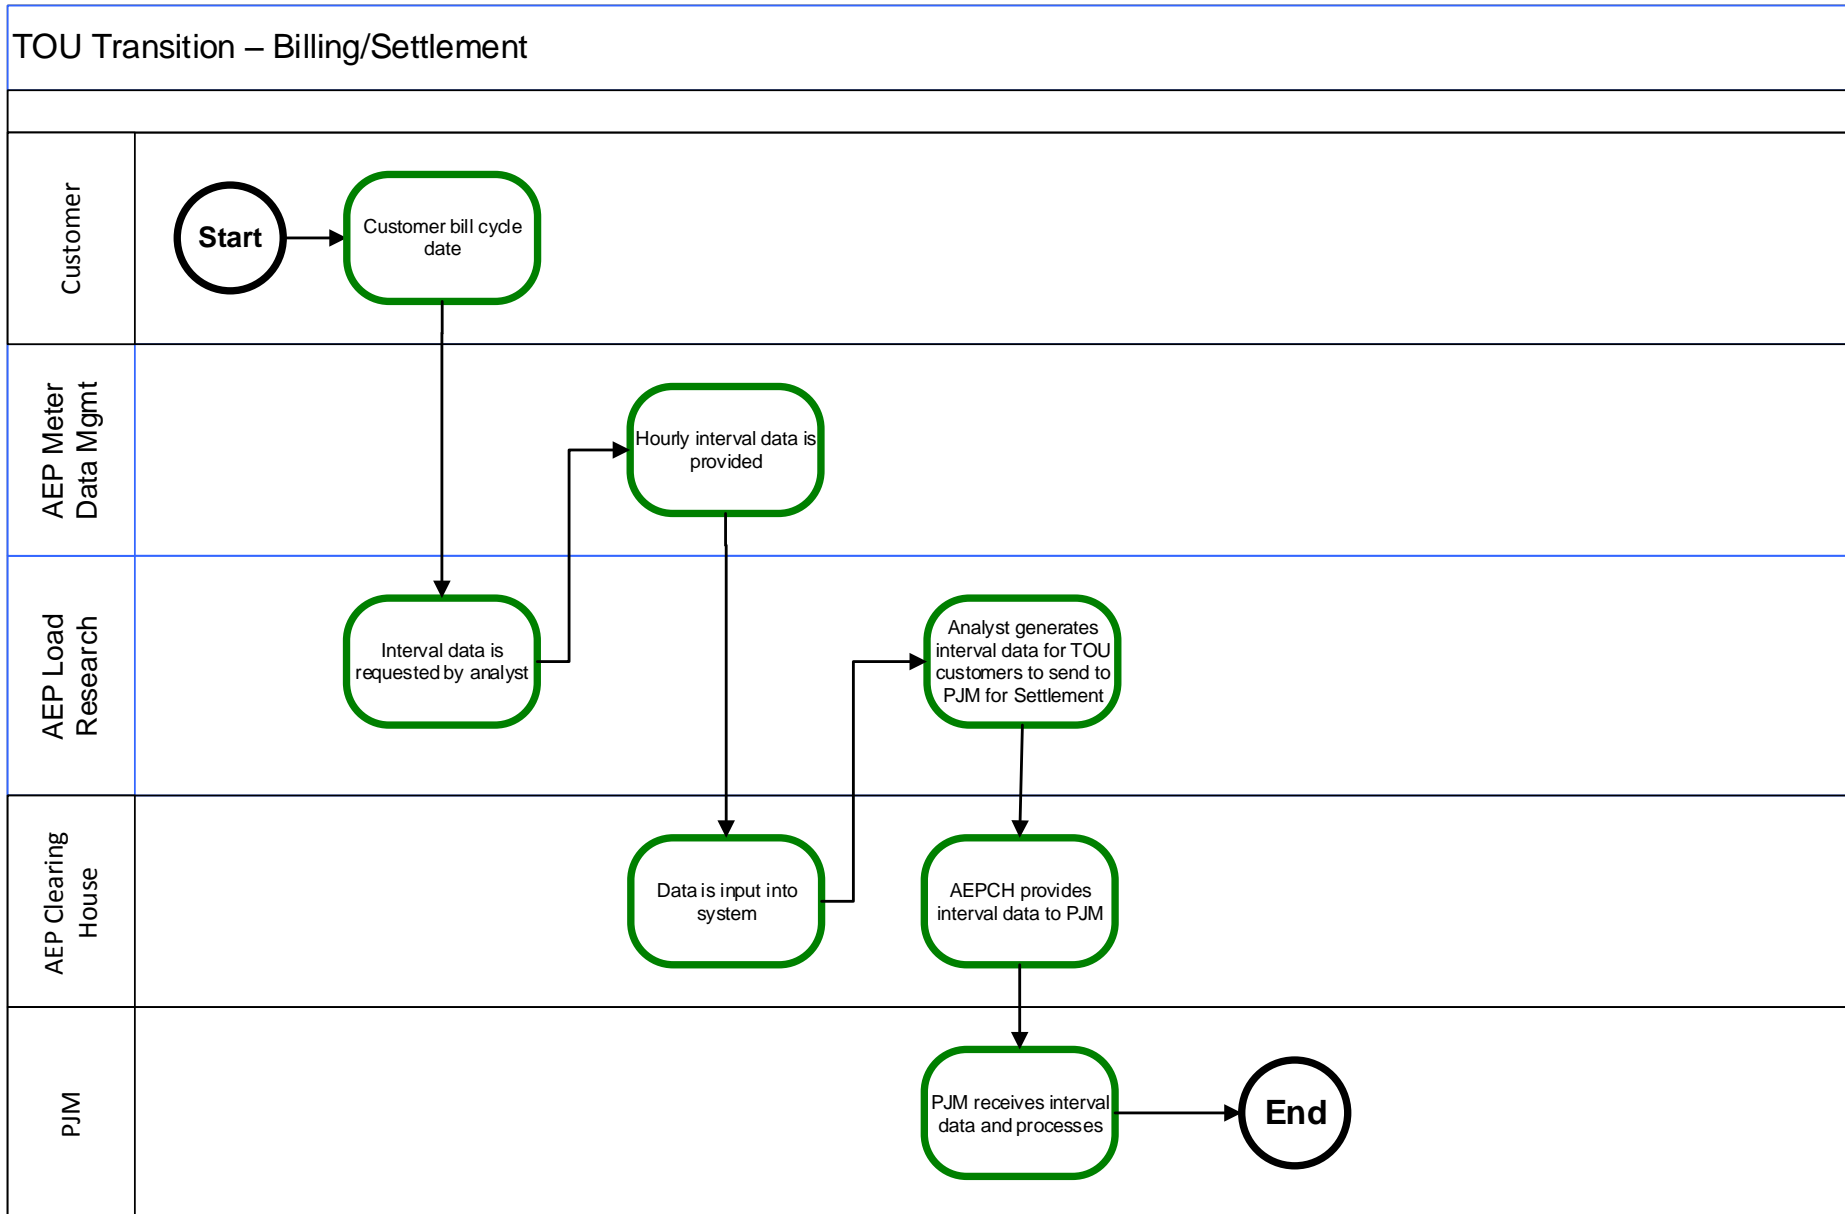 TOU Transition – Billing/Settlement
Customer
Start
Customer bill cycle
date
AEP Meter
Data Mgmt
Hourly interval data is
provided
AEP Load
Research
Interval data is
requested by analyst
Analyst generates
interval data for TOU
customers to send to
PJM for Settlement
AEP Clearing
House
Data is input into
system
AEPCH provides
interval data to PJM
PJM
PJM receives interval
data and processes
End